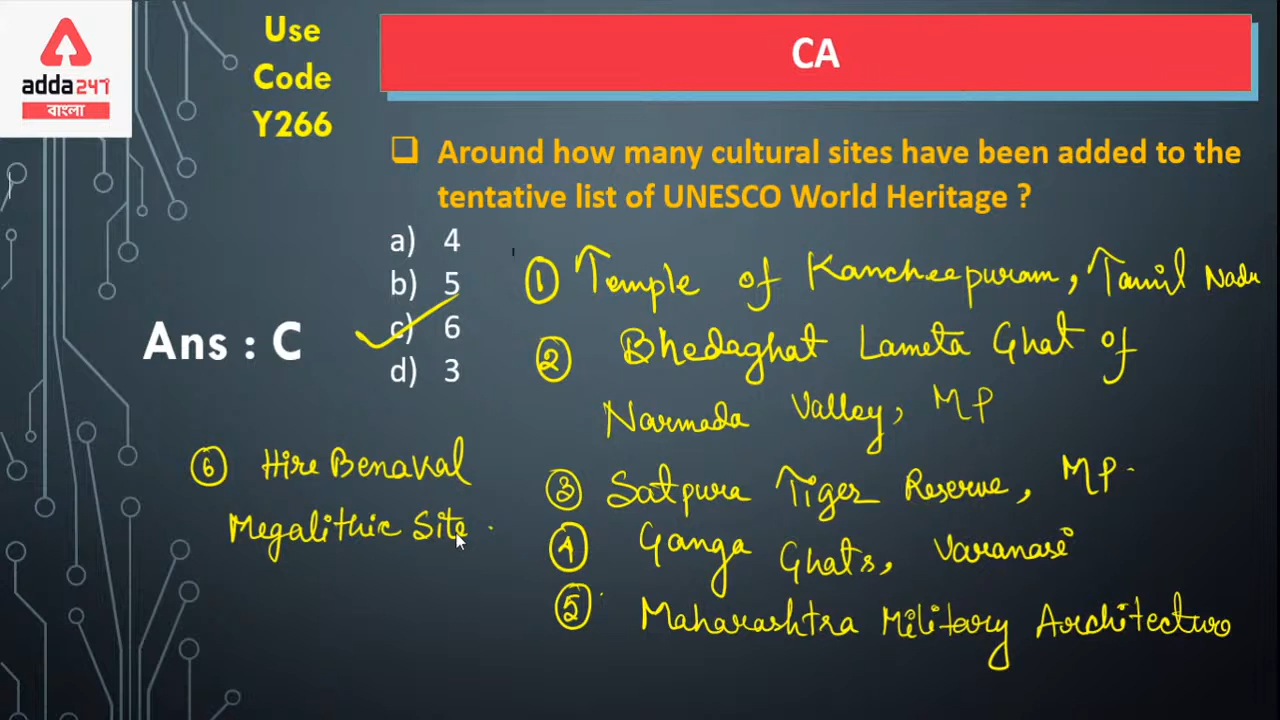 adda247
বাংলা
Use
Code
Y266
CA
Around how many cultural sites have been added to the
tentative list of UNESCO World Heritage ?
a) 4
b) 5
c) 6
d) 3
Ans : C
① Temple of Kancheepuram, Tamil Nadu
② Bhedaghat Lameta Ghat of
Narmada Valley, MP
③ Satpura Tiger Reserve, MP.
④ Ganga Ghats, Varanasi
⑤ Maharashtra Military Architecture
⑥ Hire Benakal
Megalithic Site.